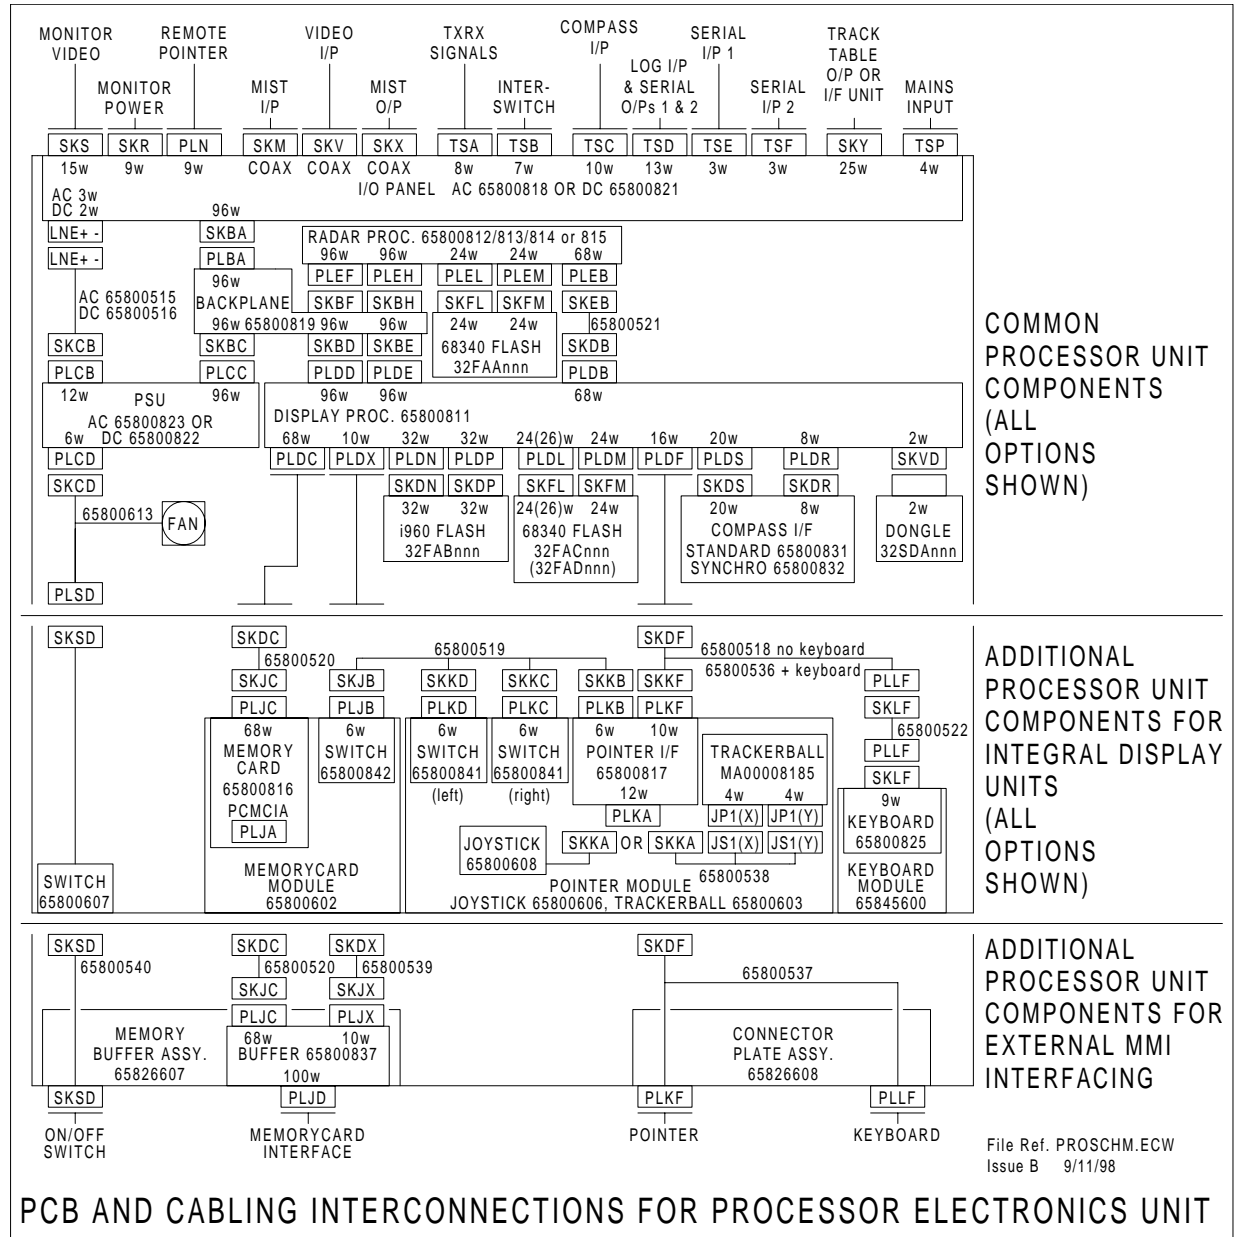 MONITOR VIDEO
REMOTE POINTER
VIDEO I/P
TXRX SIGNALS
COMPASS I/P
SERIAL I/P 1
TRACK TABLE O/P OR I/F UNIT
MONITOR POWER
MIST I/P
MIST O/P
INTER-SWITCH
LOG I/P & SERIAL O/Ps 1 & 2
SERIAL I/P 2
MAINS INPUT
SKS SKR PLN SKM SKV SKX TSA TSB TSC TSD TSE TSF SKY TSP
15w 9w 9w COAX COAX COAX 8w 7w 10w 13w 3w 3w 25w 4w
I/O PANEL AC 65800818 OR DC 65800821
AC 3w
DC 2w
96w
LNE+ - SKBA
RADAR PROC. 65800812/813/814 or 815
96w 96w 24w 24w 68w
LNE+ - PLBA
PLEF PLEH PLEL PLEM PLEB
96w
BACKPLANE
AC 65800515
DC 65800516
SKBF SKBH SKFL SKFM SKEB
96w 65800819 96w 96w
24w 24w
65800521
SKCB SKBC SKBD SKBE
68340 FLASH
32FAAnnn
SKDB
PLCB PLCC PLDD PLDE PLDB
12w PSU 96w
96w 96w 68w
AC 65800823 OR
DC 65800822
6w
DISPLAY PROC. 65800811
68w 10w 32w 32w 24(26)w 24w 16w 20w 8w 2w
PLCD PLDC PLDX PLDN PLDP PLDL PLDM PLDF PLDS PLDR SKVD
SKCD SKDN SKDP SKFL SKFM SKDS SKDR
32w 32w 24(26)w 24w 20w 8w 2w
65800613
FAN
i960 FLASH
32FABnnn
68340 FLASH
32FACnnn
(32FADnnn)
COMPASS I/F
STANDARD 65800831
SYNCHRO 65800832
DONGLE
32SDAnnn
PLSD
COMMON
PROCESSOR UNIT
COMPONENTS
(ALL
OPTIONS
SHOWN)
SKSD SKDC SKDF
65800520
65800519
65800518 no keyboard
65800536 + keyboard
SKJC SKJB SKKD SKKC SKKB SKKF PLLF
PLJC PLJB PLKD PLKC PLKB PLKF SKLF
65800522
68w 6w 6w 6w 6w 10w
MEMORY
CARD
65800816
PCMCIA
PLJA
SWITCH
65800842
SWITCH
65800841
(left)
SWITCH
65800841
(right)
POINTER I/F
65800817
12w
TRACKERBALL
MA00008185
4w 4w
PLLF
SKLF
9w
KEYBOARD
65800825
PLKA JP1(X) JP1(Y)
JOYSTICK
65800608
SKKA OR SKKA JS1(X) JS1(Y)
65800538
SWITCH
65800607
MEMORYCARD
MODULE
65800602
POINTER MODULE
JOYSTICK 65800606, TRACKERBALL 65800603
KEYBOARD
MODULE
65845600
ADDITIONAL
PROCESSOR UNIT
COMPONENTS FOR
INTEGRAL DISPLAY
UNITS
(ALL
OPTIONS
SHOWN)
SKSD SKDC SKDX SKDF
65800540 65800520 65800539 65800537
SKJC SKJX
PLJC PLJX
MEMORY
BUFFER ASSY.
65826607
68w 10w
BUFFER 65800837
100w
CONNECTOR
PLATE ASSY.
65826608
SKSD PLJD PLKF PLLF
ON/OFF
SWITCH
MEMORYCARD
INTERFACE
POINTER
KEYBOARD
ADDITIONAL
PROCESSOR UNIT
COMPONENTS FOR
EXTERNAL MMI
INTERFACING
File Ref. PROSCHM.ECW
Issue B 9/11/98
PCB AND CABLING INTERCONNECTIONS FOR PROCESSOR ELECTRONICS UNIT